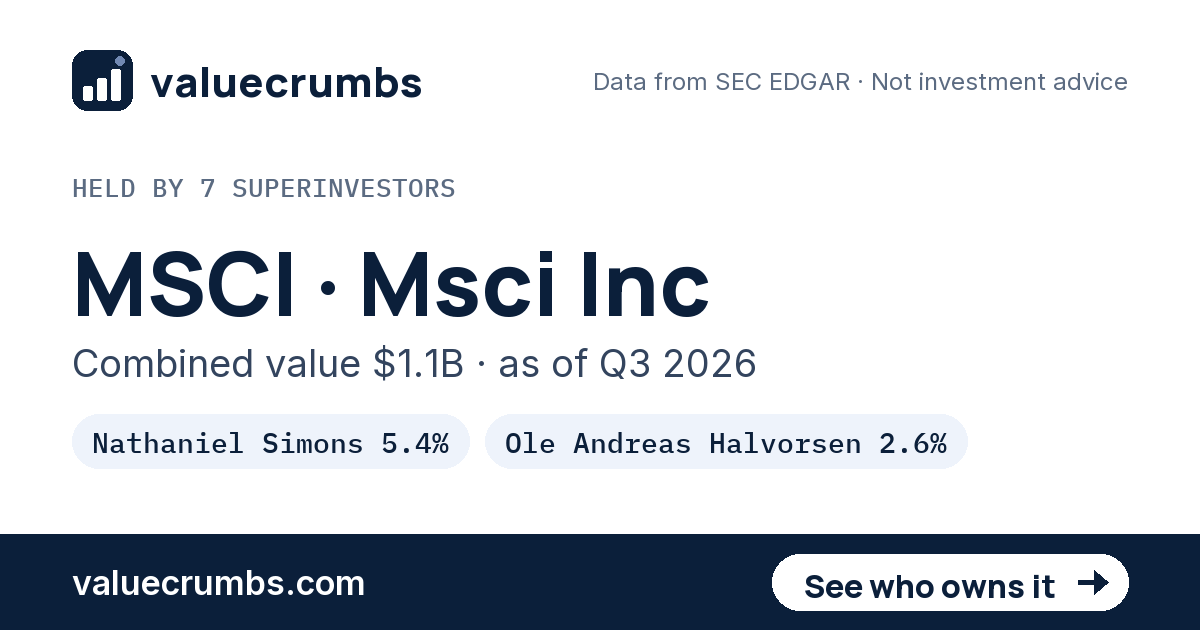 valuecrumbs
Data from SEC EDGAR · Not investment advice
HELD BY 7 SUPERINVESTORS
MSCI · Msci Inc
Combined value $1.1B · as of Q3 2026
Nathaniel Simons 5.4%
Ole Andreas Halvorsen 2.6%
valuecrumbs.com
See who owns it →